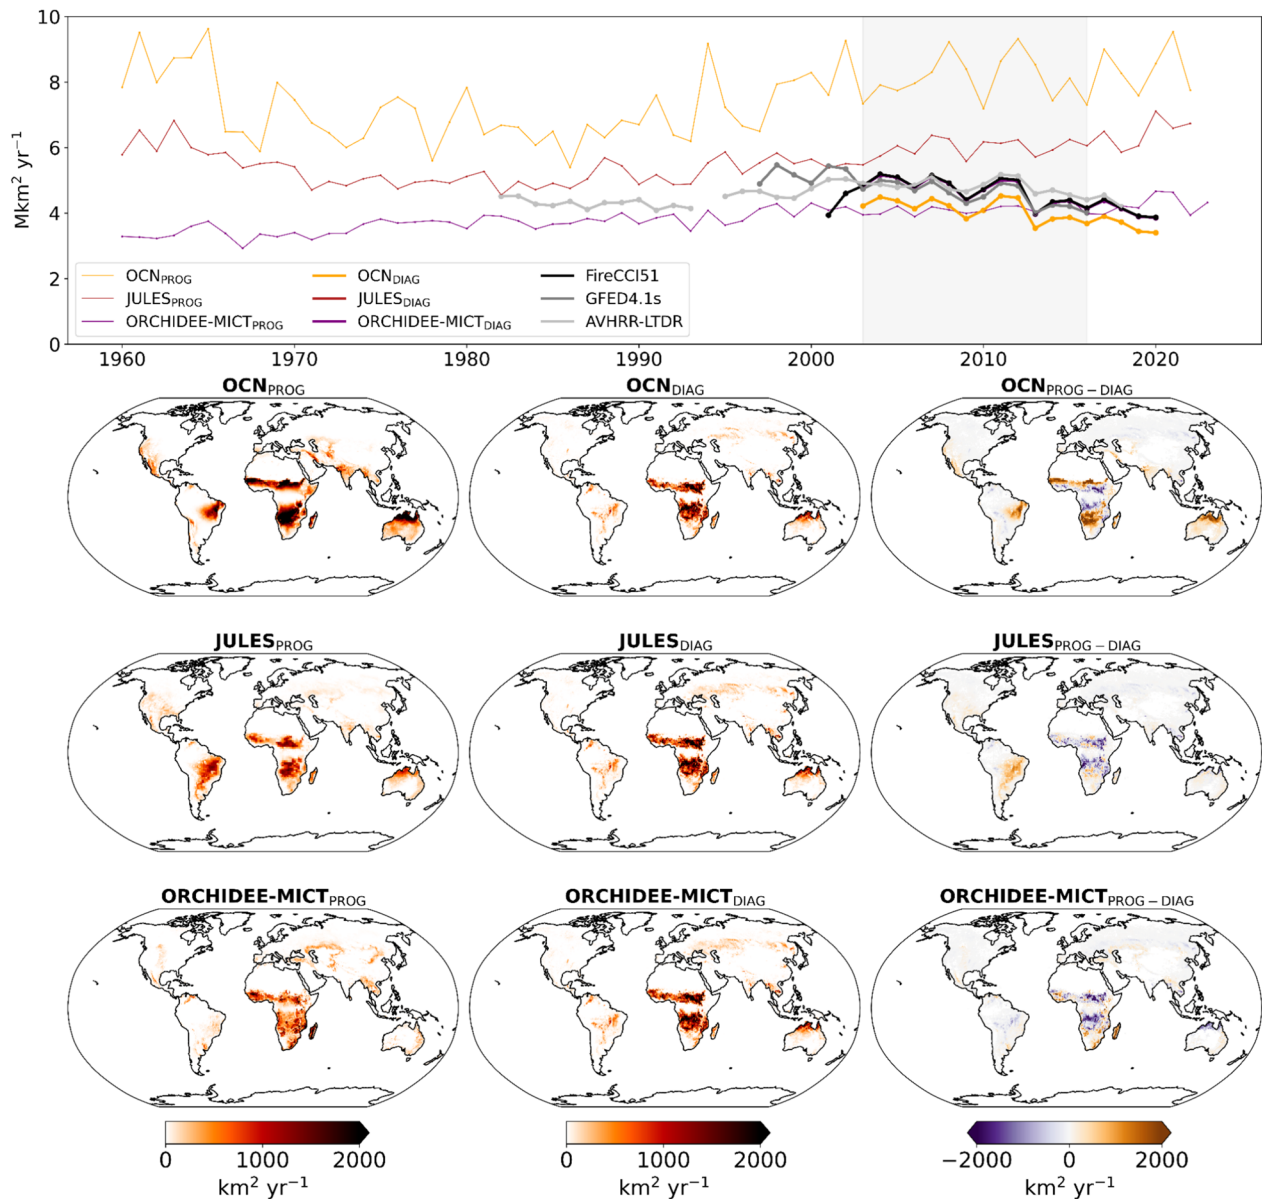 10
8
6
4
2
0
Mkm² yr⁻¹
OCN_PROG OCN_DIAG FireCCI51
JULES_PROG JULES_DIAG GFED4.1s
ORCHIDEE-MICT_PROG ORCHIDEE-MICT_DIAG AVHRR-LTDR
1960 1970 1980 1990 2000 2010 2020
OCN_PROG OCN_DIAG OCN_PROG−DIAG
JULES_PROG JULES_DIAG JULES_PROG−DIAG
ORCHIDEE-MICT_PROG ORCHIDEE-MICT_DIAG ORCHIDEE-MICT_PROG−DIAG
0 1000 2000 0 1000 2000 −2000 0 2000
km² yr⁻¹ km² yr⁻¹ km² yr⁻¹